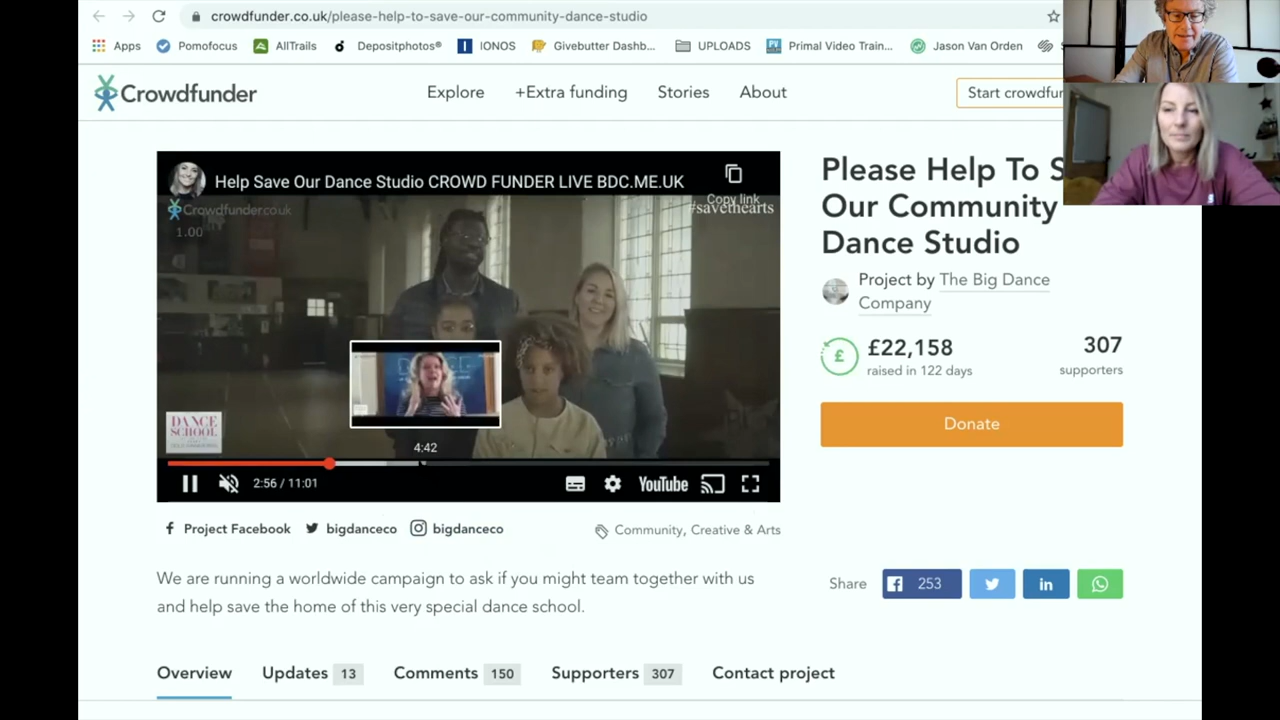 crowdfunder.co.uk/please-help-to-save-our-community-dance-studio
Apps
Pomofocus
AllTrails
Depositphotos®
IONOS
Givebutter Dashb...
UPLOADS
Primal Video Train...
Jason Van Orden
Crowdfunder
Explore
+Extra funding
Stories
About
Start crowdfu
Help Save Our Dance Studio CROWD FUNDER LIVE BDC.ME.UK
Copy link
Crowdfunder.co.uk
#savethearts
1.00
DANCE
SCHOOL
4:42
2:56 / 11:01
YouTube
Please Help To S
Our Community
Dance Studio
Project by The Big Dance
Company
£22,158
raised in 122 days
307
supporters
Donate
Project Facebook
bigdanceco
bigdanceco
Community, Creative & Arts
We are running a worldwide campaign to ask if you might team together with us
and help save the home of this very special dance school.
Share
253
Overview
Updates 13
Comments 150
Supporters 307
Contact project